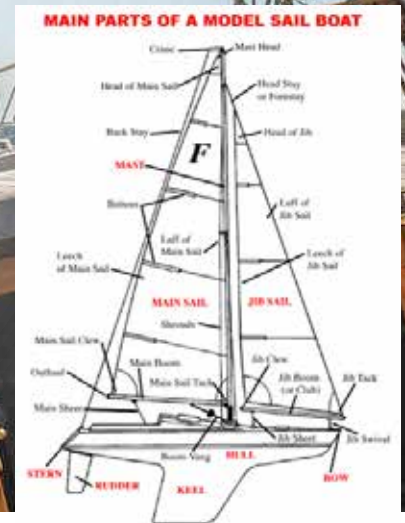 MAIN PARTS OF A MODEL SAIL BOAT
Crane
Mast Head
Head of Main Sail
Head Stay
or Forestay
Back Stay
Head of Jib
F
MAST
Battens
Luff of
Jib Sail
Luff of
Main Sail
Leech
of Main Sail
Leech of
Jib Sail
MAIN SAIL
JIB SAIL
Shrouds
Main Sail Clew
Main Boom
Jib Clew
Outhaul
Main Sail Tack
Jib Boom
(or Club)
Jib Tack
Main Sheet
Jib Sheet
Jib Swivel
Boom Vang
HULL
STERN
BOW
RUDDER
KEEL